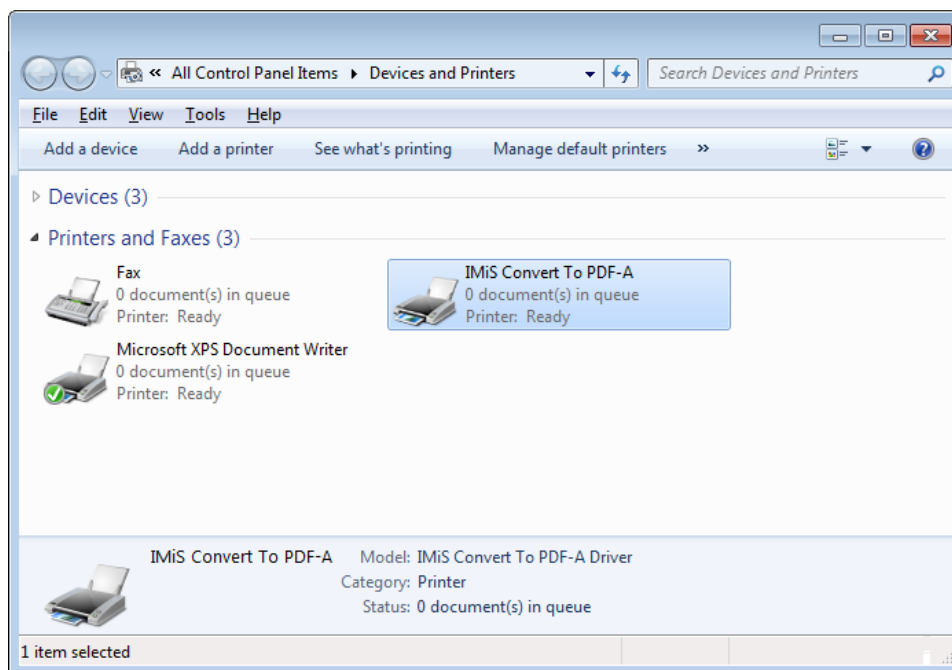 « All Control Panel Items ▸ Devices and Printers
Search Devices and Printers
File Edit View Tools Help
Add a device Add a printer See what's printing Manage default printers »
Devices (3)
Printers and Faxes (3)
Fax
0 document(s) in queue
Printer: Ready
IMiS Convert To PDF-A
0 document(s) in queue
Printer: Ready
Microsoft XPS Document Writer
0 document(s) in queue
Printer: Ready
IMiS Convert To PDF-A Model: IMiS Convert To PDF-A Driver
Category: Printer
Status: 0 document(s) in queue
1 item selected